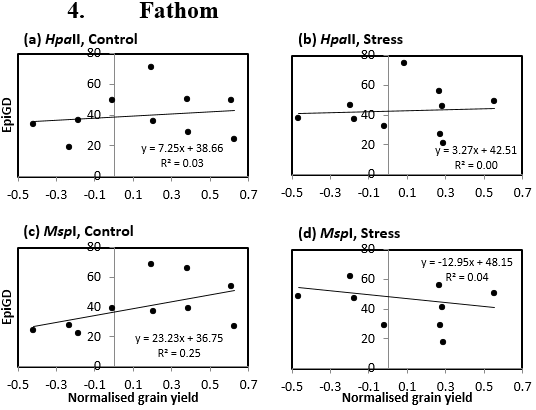 4. Fathom
(a) HpaII, Control
(b) HpaII, Stress
EpiGD
80
60
40
20
0
y = 7.25x + 38.66
R² = 0.03
-0.5 -0.3 -0.1 0.1 0.3 0.5 0.7
80
60
40
20
0
y = 3.27x + 42.51
R² = 0.00
-0.5 -0.3 -0.1 0.1 0.3 0.5 0.7
(c) MspI, Control
(d) MspI, Stress
EpiGD
80
60
40
20
0
y = 23.23x + 36.75
R² = 0.25
-0.5 -0.3 -0.1 0.1 0.3 0.5 0.7
Normalised grain yield
80
60
40
20
0
y = -12.95x + 48.15
R² = 0.04
-0.5 -0.3 -0.1 0.1 0.3 0.5 0.7
Normalised grain yield